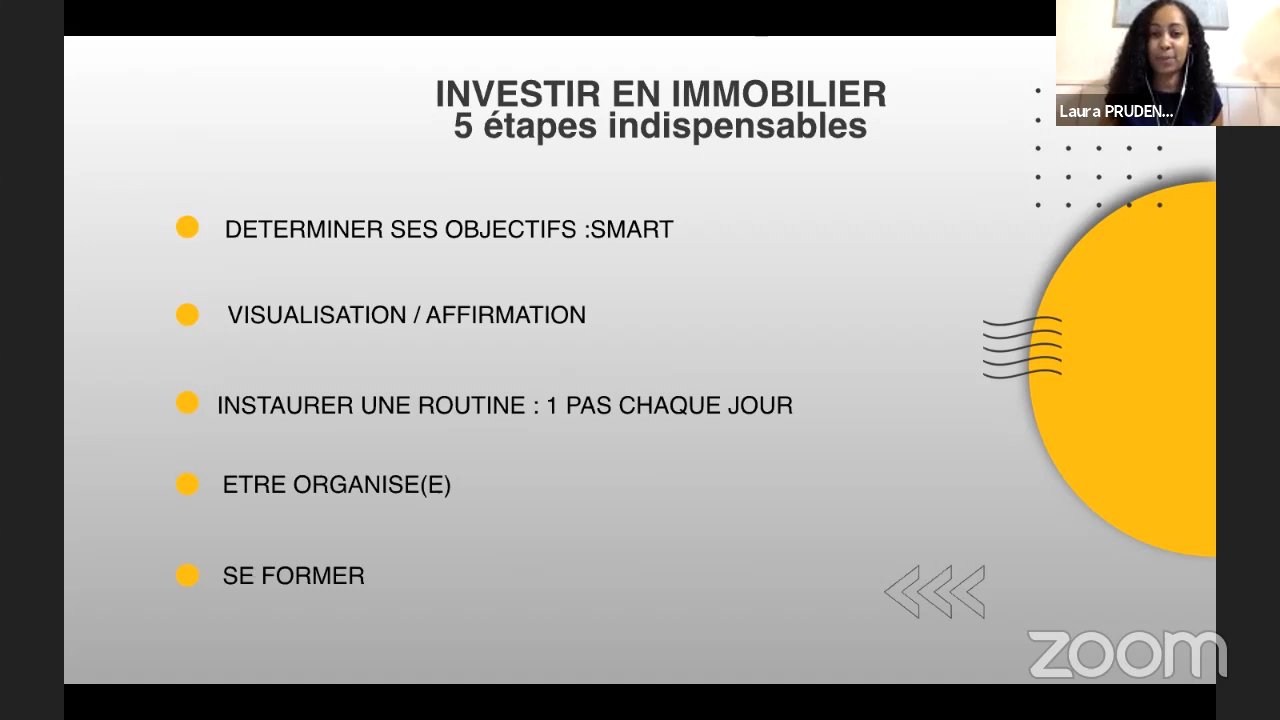 INVESTIR EN IMMOBILIER
5 étapes indispensables
Laura PRUDEN...
DETERMINER SES OBJECTIFS :SMART
VISUALISATION / AFFIRMATION
INSTAURER UNE ROUTINE : 1 PAS CHAQUE JOUR
ETRE ORGANISE(E)
SE FORMER
zoom